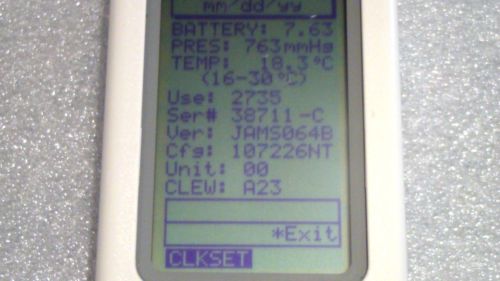 mm/dd/yy
BATTERY: 7.63
PRES: 763mmHg
TEMP: 18.3°C
(16-30°C)
Use: 2735
Ser# 38711-C
Ver: JAMS064B
Cfg: 107226NT
Unit: 00
CLEW: A23
*Exit
CLKSET